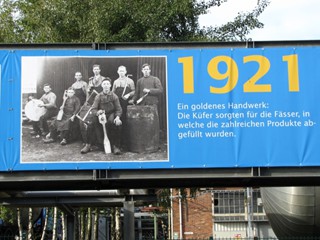 1921
Ein goldenes Handwerk:
Die Küfer sorgten für die Fässer, in
welche die zahlreichen Produkte ab-
gefüllt wurden.